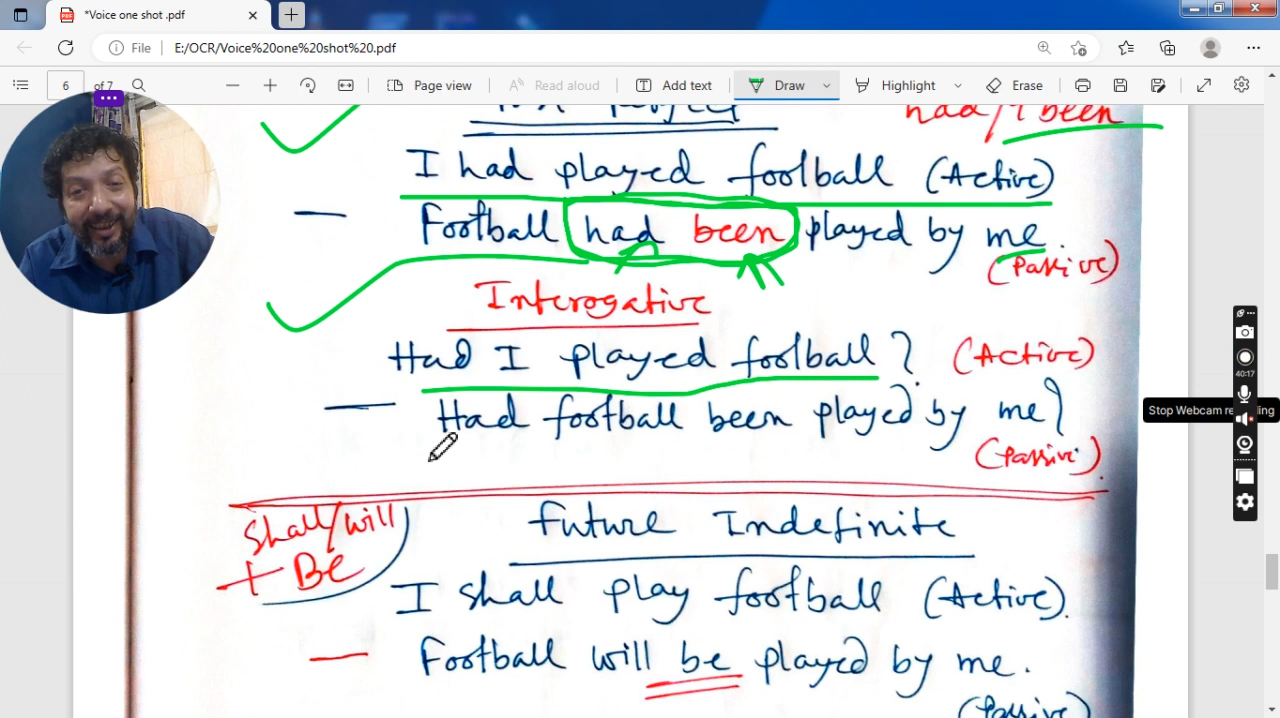 *Voice one shot .pdf
File E:/OCR/Voice%20one%20shot%20.pdf
6 of 7 Page view Read aloud Add text Draw Highlight Erase
had/+ been
I had played football (Active)
— Football had been played by me.
(Passive)
Interogative
Had I played football? (Active)
— Had football been played by me?
(Passive).
Shall/will
+ Be
Future Indefinite
I shall play football (Active).
— Football will be played by me.
(Passive)
40:17
Stop Webcam re